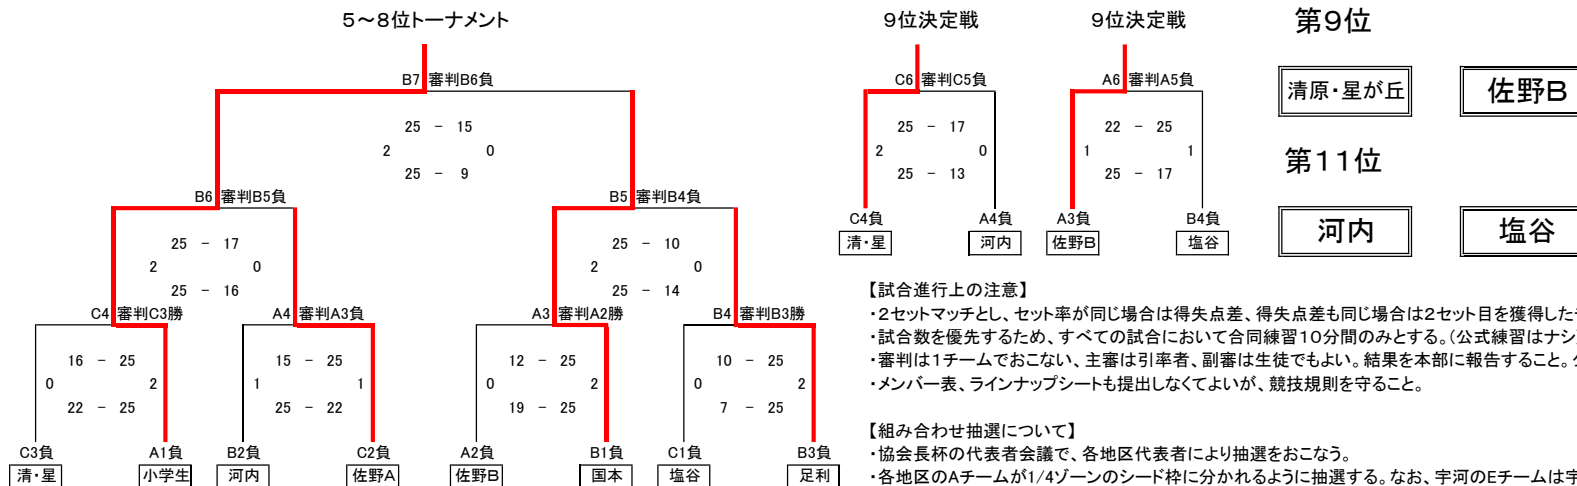 5～8位トーナメント
9位決定戦
9位決定戦
第9位
B7 審判B6負
C6 審判C5負
A6 審判A5負
清原・星が丘
佐野B
25 － 15
2 0
25 － 9
25 － 17
2 0
25 － 13
22 － 25
1 1
25 － 17
第11位
B6 審判B5負
B5 審判B4負
C4負
A4負
A3負
B4負
清・星
河内
佐野B
塩谷
河内
塩谷
25 － 17
2 0
25 － 16
25 － 10
2 0
25 － 14
C4 審判C3勝
A4 審判A3負
A3 審判A2勝
B4 審判B3勝
16 － 25
0 2
22 － 25
15 － 25
1 1
25 － 22
12 － 25
0 2
19 － 25
10 － 25
0 2
7 － 25
C3負
A1負
B2負
C2負
A2負
B1負
C1負
B3負
清・星
小学生
河内
佐野A
佐野B
国本
塩谷
足利
【試合進行上の注意】
・2セットマッチとし、セット率が同じ場合は得失点差、得失点差も同じ場合は2セット目を獲得した
・試合数を優先するため、すべての試合において合同練習10分間のみとする。（公式練習はナシ
・審判は1チームでおこない、主審は引率者、副審は生徒でもよい。結果を本部に報告すること。
・メンバー表、ラインナップシートも提出しなくてよいが、競技規則を守ること。
【組み合わせ抽選について】
・協会長杯の代表者会議で、各地区代表者により抽選をおこなう。
・各地区のAチームが1/4ゾーンのシード枠に分かれるように抽選する。なお、宇河のEチームは宇